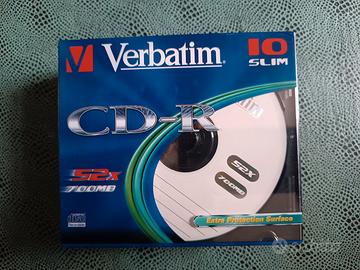 Verbatim
10
SLIM
CD-R
52x
700MB
52x
700MB
Extra Protection Surface